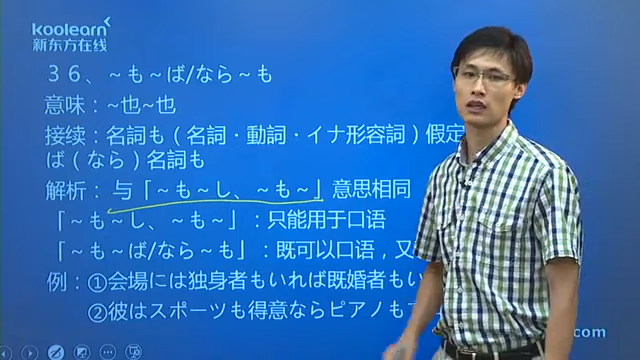 koolearn
新东方在线
36、～も～ば/なら～も
意味：~也~也
接续：名詞も（名詞・動詞・イナ形容詞）假定
ば（なら）名詞も
解析：与「～も～し、～も～」意思相同
「～も～し、～も～」：只能用于口语
「～も～ば/なら～も」：既可以口语，又
例：①会場には独身者もいれば既婚者もい
②彼はスポーツも得意ならピアノも
.com